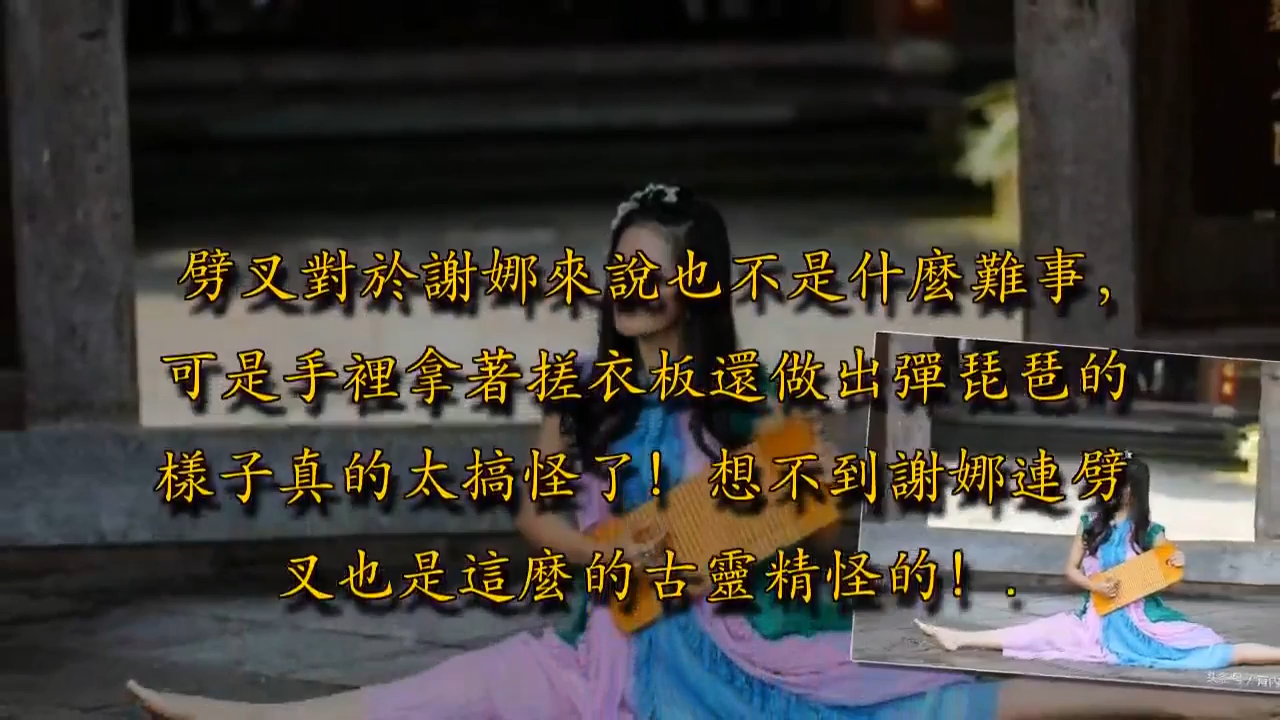 劈叉對於謝娜來說也不是什麼難事，
可是手裡拿著搓衣板還做出彈琵琶的
樣子真的太搞怪了！想不到謝娜連劈
叉也是這麼的古靈精怪的！.